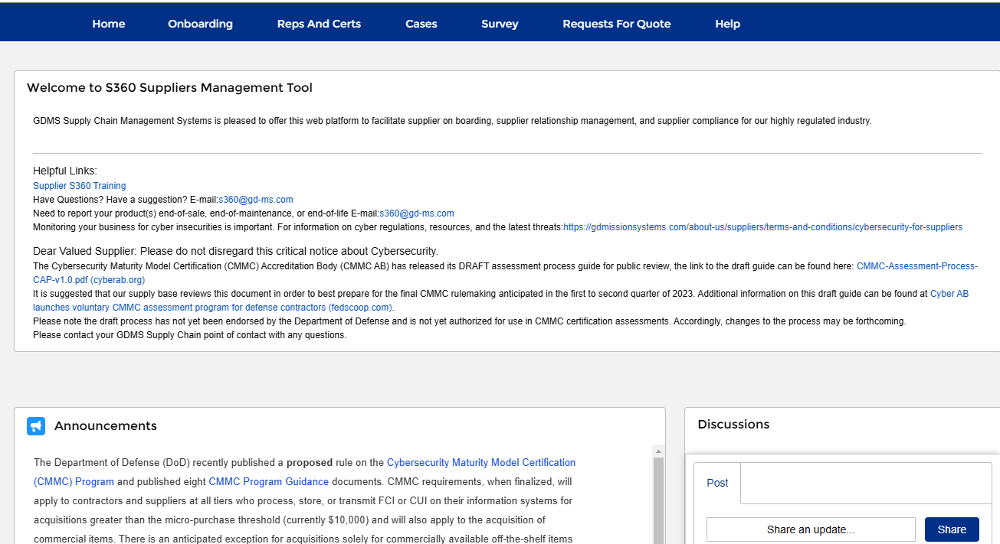 Home Onboarding Reps And Certs Cases Survey Requests For Quote Help
Welcome to S360 Suppliers Management Tool
GDMS Supply Chain Management Systems is pleased to offer this web platform to facilitate supplier on boarding, supplier relationship management, and supplier compliance for our highly regulated industry.
Helpful Links:
Supplier S360 Training
Have Questions? Have a suggestion? E-mail:s360@gd-ms.com
Need to report your product(s) end-of-sale, end-of-maintenance, or end-of-life E-mail:s360@gd-ms.com
Monitoring your business for cyber insecurities is important. For information on cyber regulations, resources, and the latest threats:https://gdmissionsystems.com/about-us/suppliers/terms-and-conditions/cybersecurity-for-suppliers
Dear Valued Supplier: Please do not disregard this critical notice about Cybersecurity.
The Cybersecurity Maturity Model Certification (CMMC) Accreditation Body (CMMC AB) has released its DRAFT assessment process guide for public review, the link to the draft guide can be found here: CMMC-Assessment-Process-
CAP-v1.0.pdf (cyberab.org)
It is suggested that our supply base reviews this document in order to best prepare for the final CMMC rulemaking anticipated in the first to second quarter of 2023. Additional information on this draft guide can be found at Cyber AB
launches voluntary CMMC assessment program for defense contractors (fedscoop.com).
Please note the draft process has not yet been endorsed by the Department of Defense and is not yet authorized for use in CMMC certification assessments. Accordingly, changes to the process may be forthcoming.
Please contact your GDMS Supply Chain point of contact with any questions.
Announcements
The Department of Defense (DoD) recently published a proposed rule on the Cybersecurity Maturity Model Certification
(CMMC) Program and published eight CMMC Program Guidance documents. CMMC requirements, when finalized, will
apply to contractors and suppliers at all tiers who process, store, or transmit FCI or CUI on their information systems for
acquisitions greater than the micro-purchase threshold (currently $10,000) and will also apply to the acquisition of
commercial items. There is an anticipated exception for acquisitions solely for commercially available off-the-shelf items
Discussions
Post
Share an update...
Share